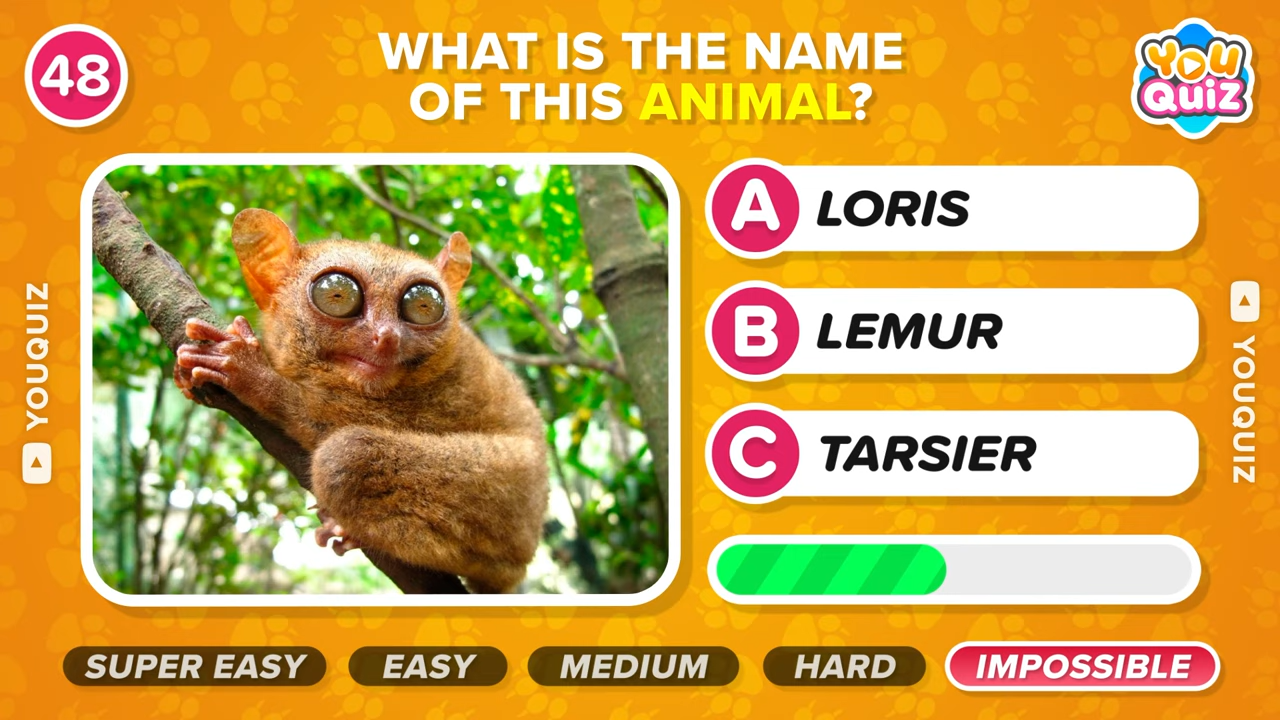 48
WHAT IS THE NAME
OF THIS ANIMAL?
YOU
QUIZ
A LORIS
B LEMUR
C TARSIER
YOUQUIZ
YOUQUIZ
SUPER EASY
EASY
MEDIUM
HARD
IMPOSSIBLE